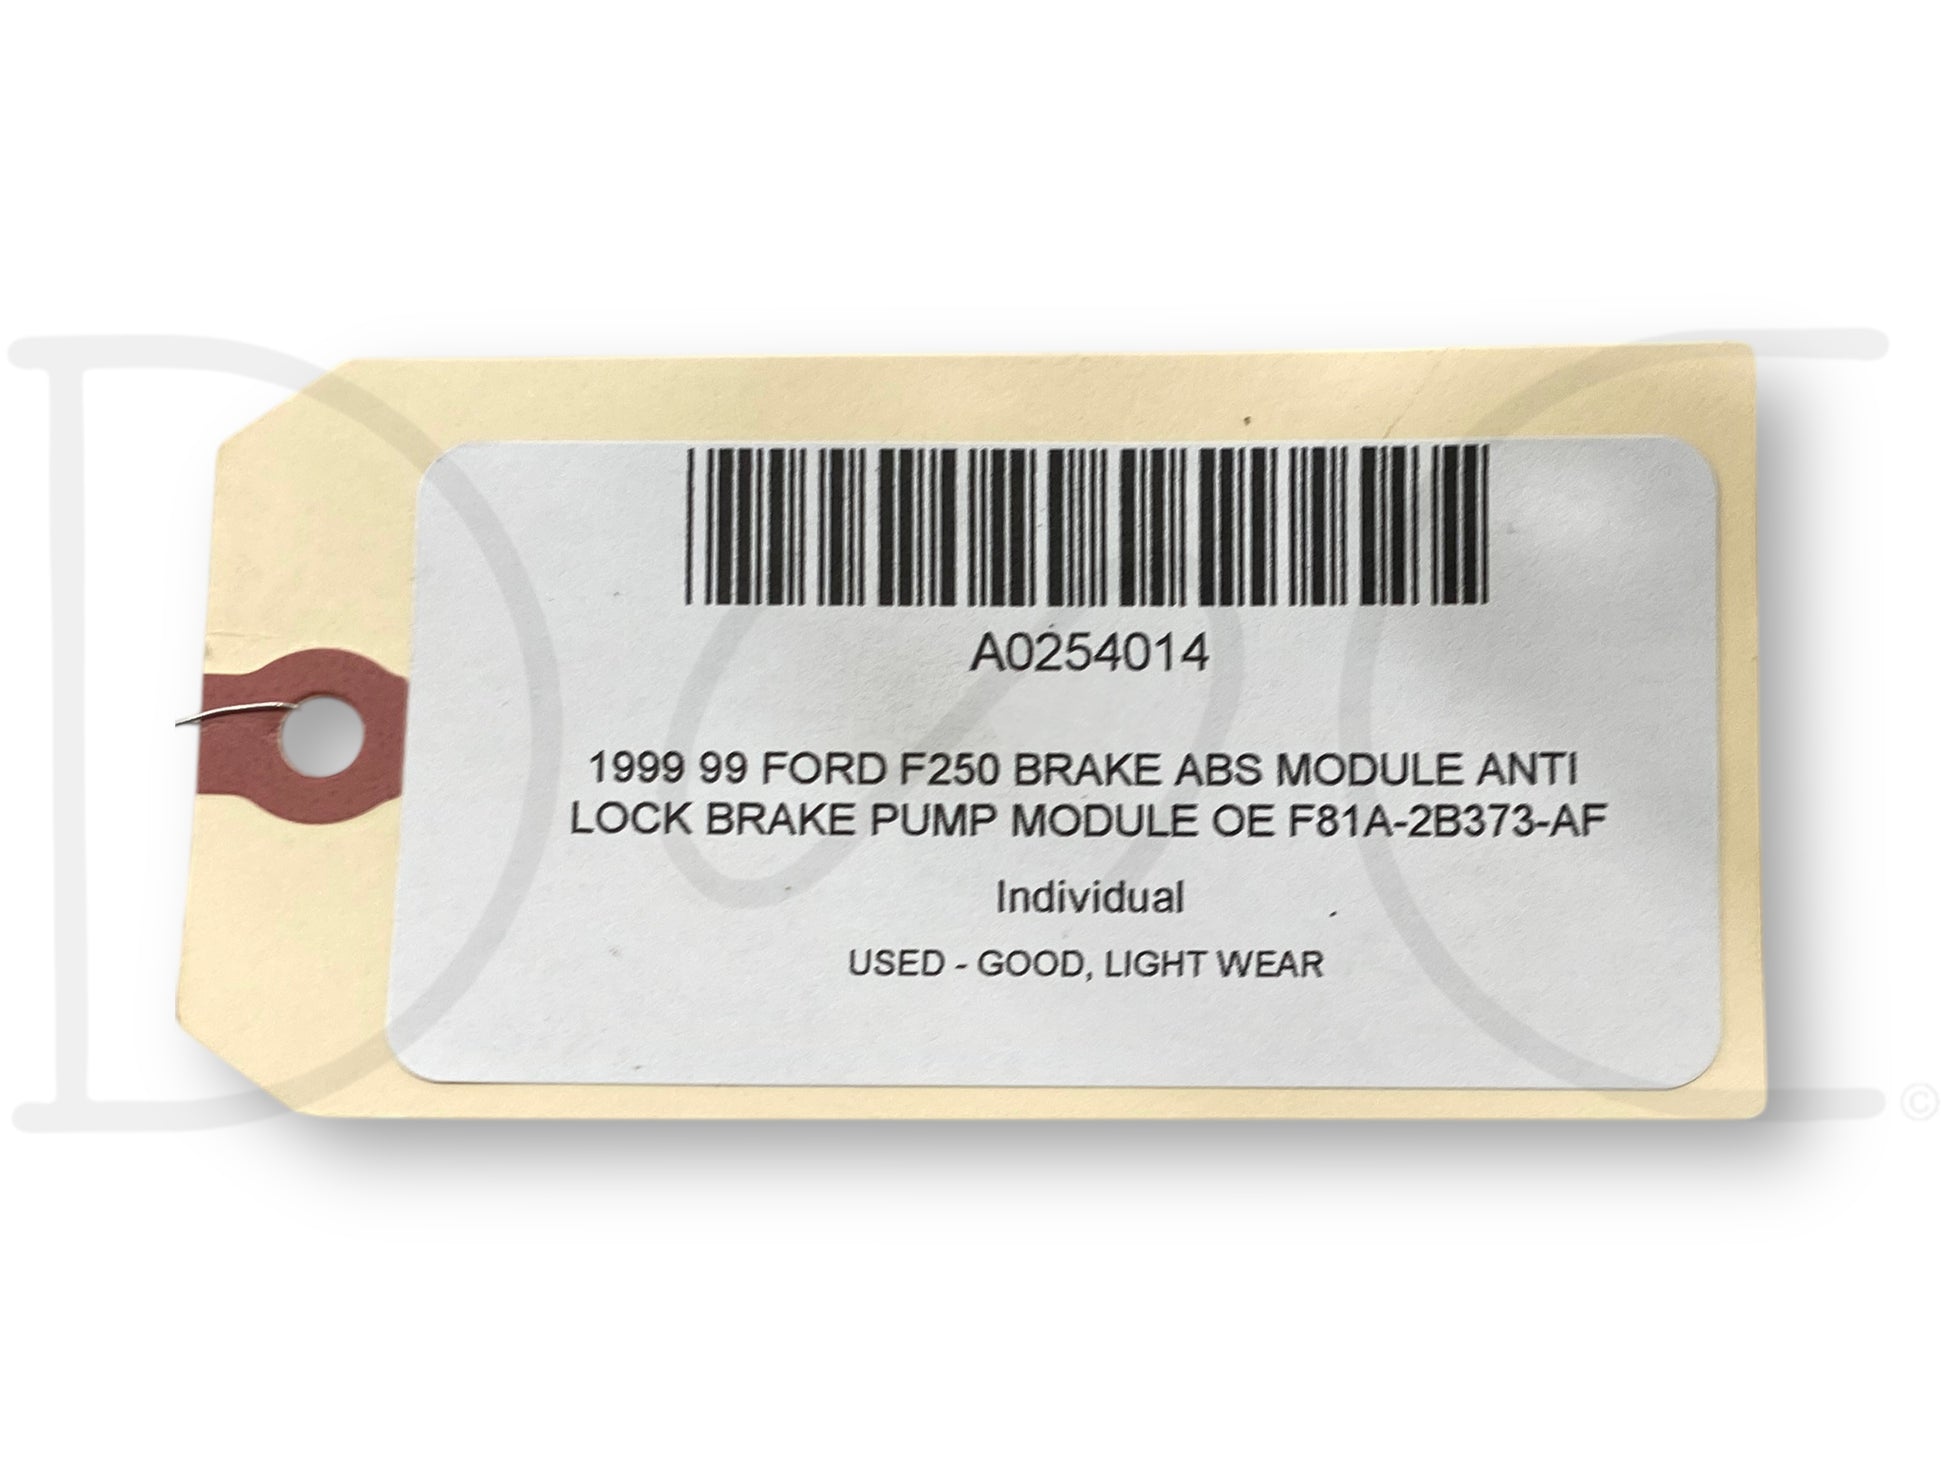 A0254014
1999 99 FORD F250 BRAKE ABS MODULE ANTI
LOCK BRAKE PUMP MODULE OE F81A-2B373-AF
Individual
USED - GOOD, LIGHT WEAR
©